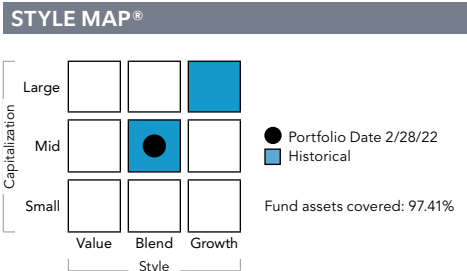 STYLE MAP®
Large
Mid
Small
Capitalization
Value Blend Growth
Style
Portfolio Date 2/28/22
Historical
Fund assets covered: 97.41%